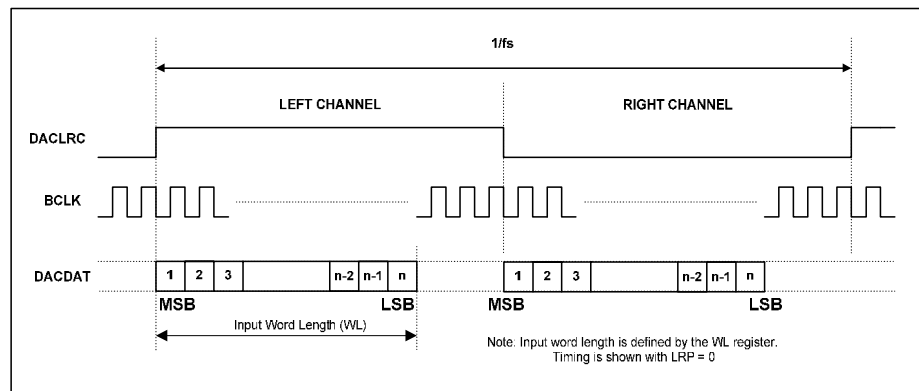 1/fs
LEFT CHANNEL RIGHT CHANNEL
DACLRC
BCLK
DACDAT 1 2 3 n-2 n-1 n 1 2 3 n-2 n-1 n
MSB LSB MSB LSB
Input Word Length (WL)
Note: Input word length is defined by the WL register.
Timing is shown with LRP = 0